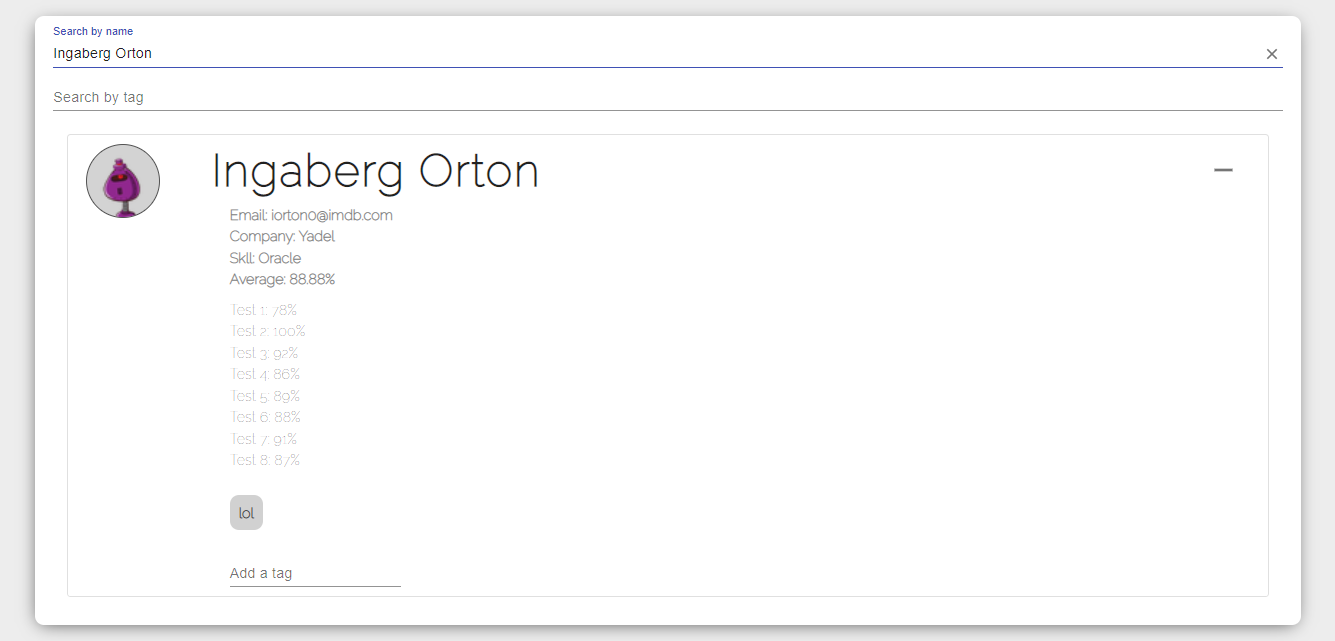 Search by name
Ingaberg Orton
Search by tag
Ingaberg Orton
Email: iorton0@imdb.com
Company: Yadel
Skll: Oracle
Average: 88.88%
Test 1: 78%
Test 2: 100%
Test 3: 92%
Test 4: 86%
Test 5: 89%
Test 6: 88%
Test 7: 91%
Test 8: 87%
lol
Add a tag